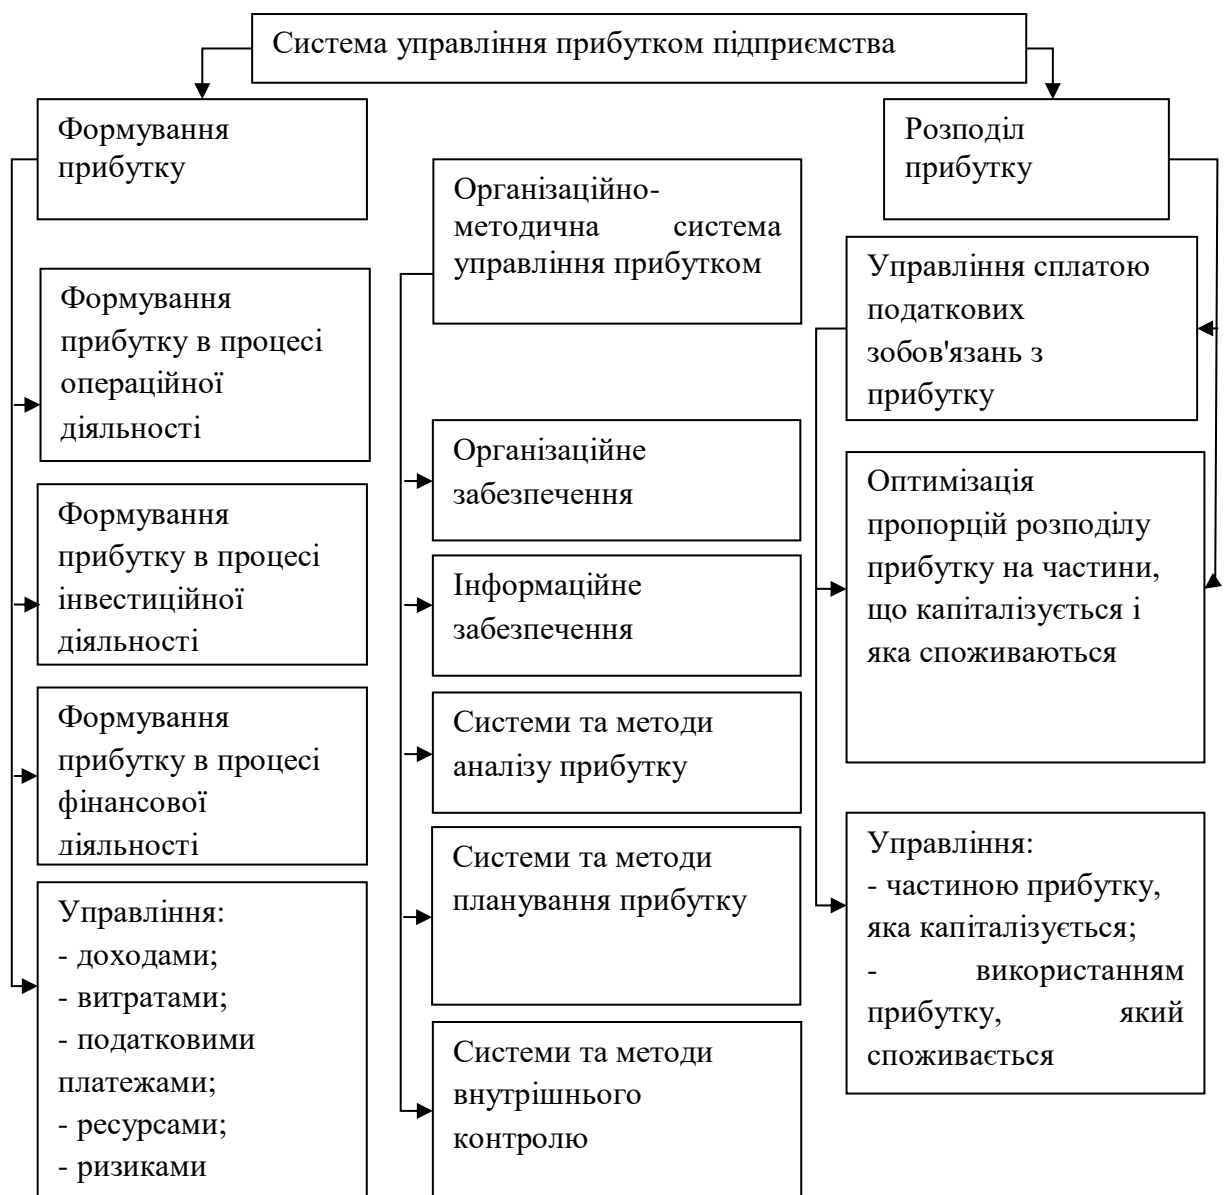 Система управління прибутком підприємства
Формування
прибутку
Формування
прибутку в процесі
операційної
діяльності
Формування
прибутку в процесі
інвестиційної
діяльності
Формування
прибутку в процесі
фінансової
діяльності
Управління:
- доходами;
- витратами;
- податковими
платежами;
- ресурсами;
- ризиками
Організаційно-
методична система
управління прибутком
Організаційне
забезпечення
Інформаційне
забезпечення
Системи та методи
аналізу прибутку
Системи та методи
планування прибутку
Системи та методи
внутрішнього
контролю
Розподіл
прибутку
Управління сплатою
податкових
зобов'язань з
прибутку
Оптимізація
пропорцій розподілу
прибутку на частини,
що капіталізується і
яка споживаються
Управління:
- частиною прибутку,
яка капіталізується;
- використанням
прибутку, який
споживається